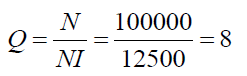 Q = N/NI = 100000/12500 = 8